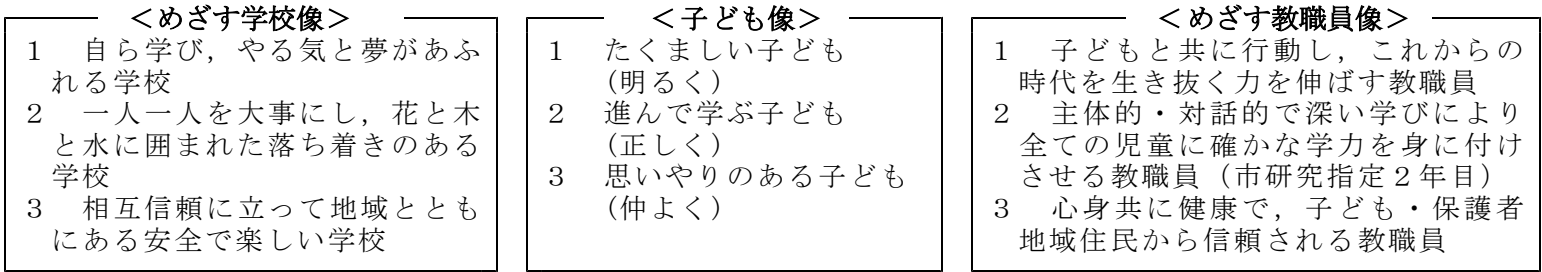 ＜めざす学校像＞
1　自ら学び，やる気と夢があふ
れる学校
2　一人一人を大事にし，花と木
と水に囲まれた落ち着きのある
学校
3　相互信頼に立って地域ととも
にある安全で楽しい学校
＜子ども像＞
1　たくましい子ども
(明るく)
2　進んで学ぶ子ども
(正しく)
3　思いやりのある子ども
(仲よく)
＜めざす教職員像＞
1　子どもと共に行動し，これからの
時代を生き抜く力を伸ばす教職員
2　主体的・対話的で深い学びにより
全ての児童に確かな学力を身に付け
させる教職員（市研究指定２年目）
3　心身共に健康で，子ども・保護者
地域住民から信頼される教職員